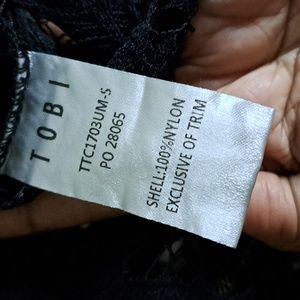 TOBI
TTC1703UM-S
PO 28065
SHELL:100%NYLON
EXCLUSIVE OF TRIM